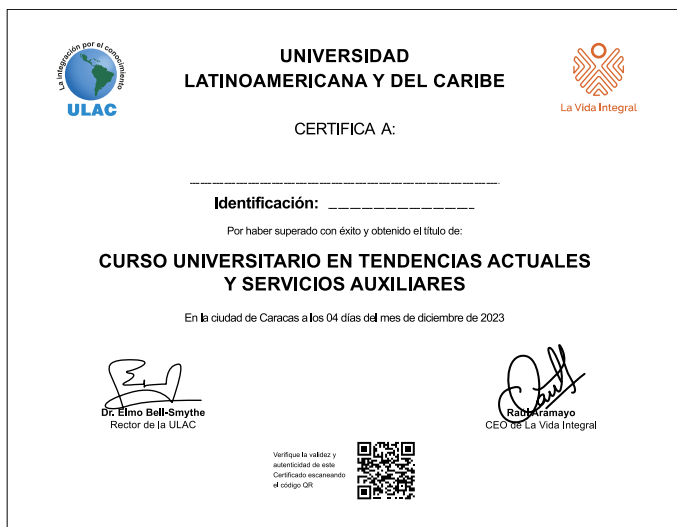 La integración por el conocimiento
ULAC
UNIVERSIDAD
LATINOAMERICANA Y DEL CARIBE
La Vida Integral
CERTIFICA A:
Identificación:
Por haber superado con éxito y obtenido el título de:
CURSO UNIVERSITARIO EN TENDENCIAS ACTUALES
Y SERVICIOS AUXILIARES
En la ciudad de Caracas a los 04 días del mes de diciembre de 2023
Dr. Elmo Bell-Smythe
Rector de la ULAC
Raúl Aramayo
CEO de La Vida Integral
Verifique la validez y
autenticidad de este
Certificado escaneando
el código QR